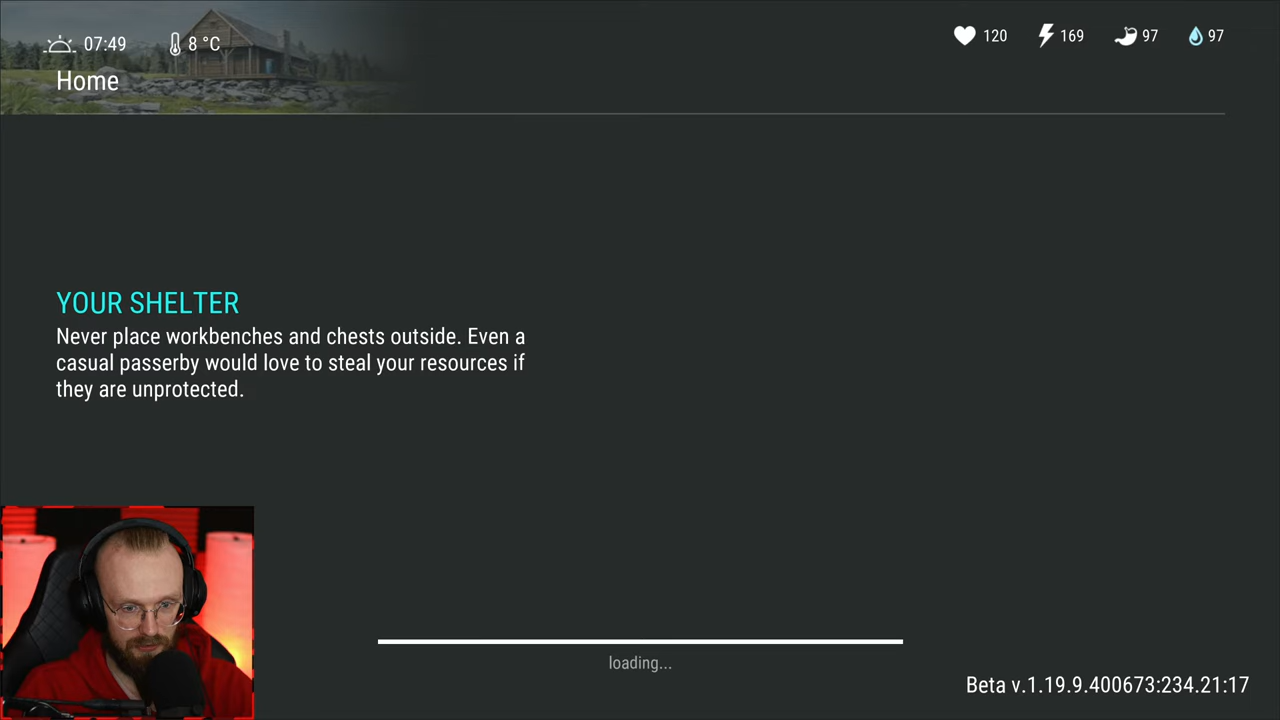 07:49
8 °C
120
169
97
97
Home
YOUR SHELTER
Never place workbenches and chests outside. Even a
casual passerby would love to steal your resources if
they are unprotected.
loading...
Beta v.1.19.9.400673:234.21:17